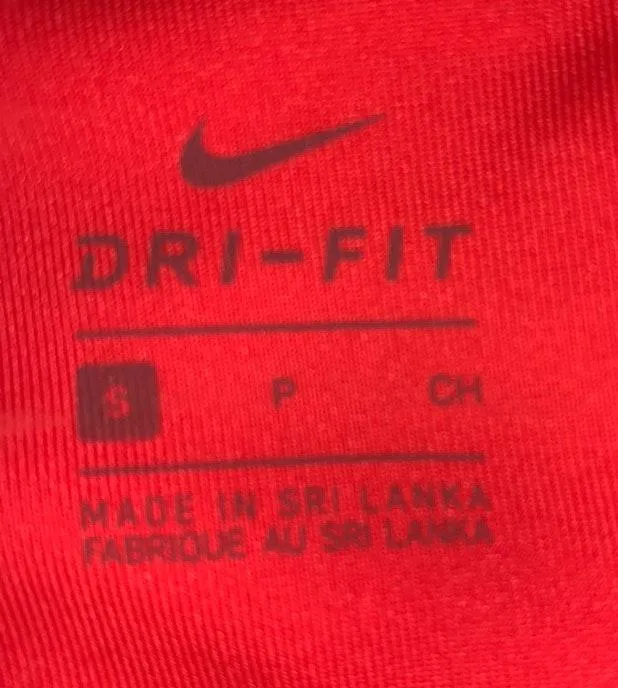 DRI-FIT
S P CH
MADE IN SRI LANKA
FABRIQUE AU SRI LANKA